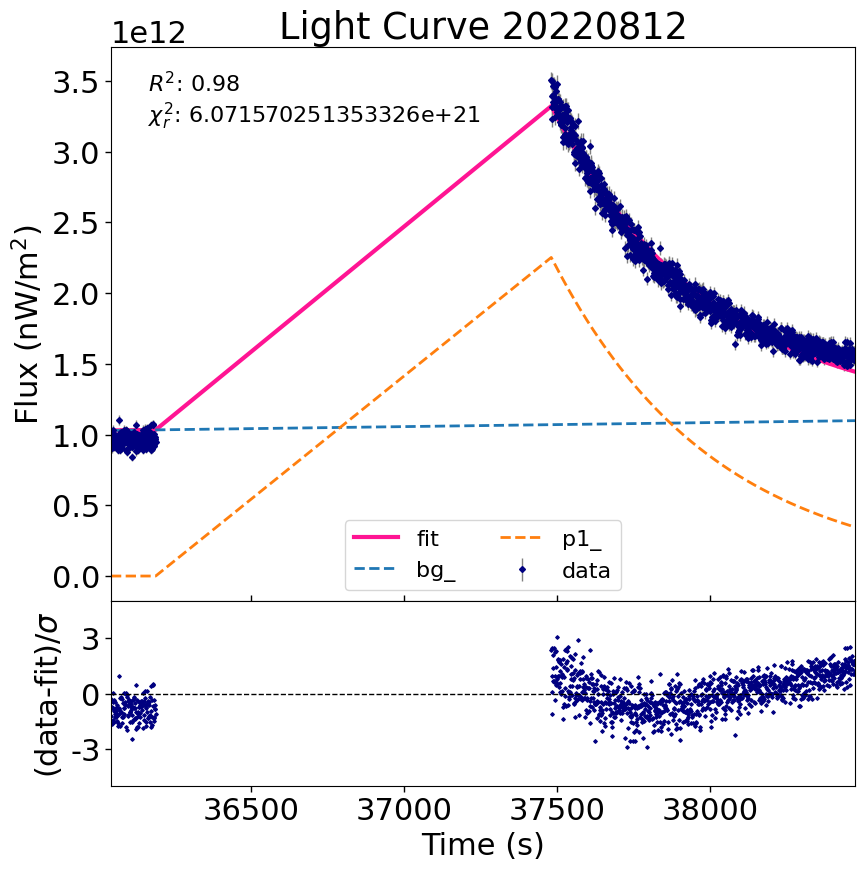 Light Curve 20220812
1e12
R²: 0.98
χ²ᵣ: 6.071570251353326e+21
3.5
3.0
2.5
2.0
1.5
1.0
0.5
0.0
Flux (nW/m²)
fit
bg_
p1_
data
3
0
-3
(data-fit)/σ
36500 37000 37500 38000
Time (s)